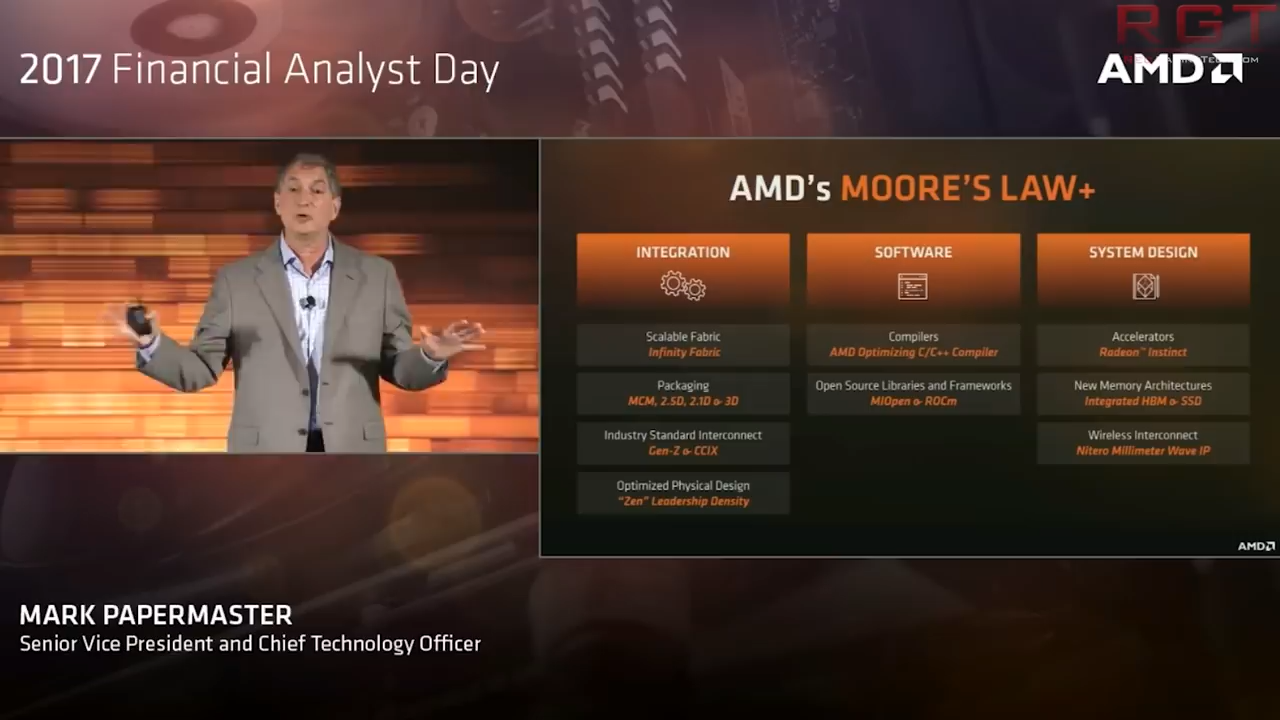 RGT
2017 Financial Analyst Day
AMD
AMD's MOORE'S LAW+
INTEGRATION
Scalable Fabric
Infinity Fabric
Packaging
MCM, 2.5D, 2.1D & 3D
Industry Standard Interconnect
Gen-Z & CCIX
Optimized Physical Design
"Zen" Leadership Density
SOFTWARE
Compilers
AMD Optimizing C/C++ Compiler
Open Source Libraries and Frameworks
MIOpen & ROCm
SYSTEM DESIGN
Accelerators
Radeon™ Instinct
New Memory Architectures
Integrated HBM & SSD
Wireless Interconnect
Nitero Millimeter Wave IP
AMD
MARK PAPERMASTER
Senior Vice President and Chief Technology Officer